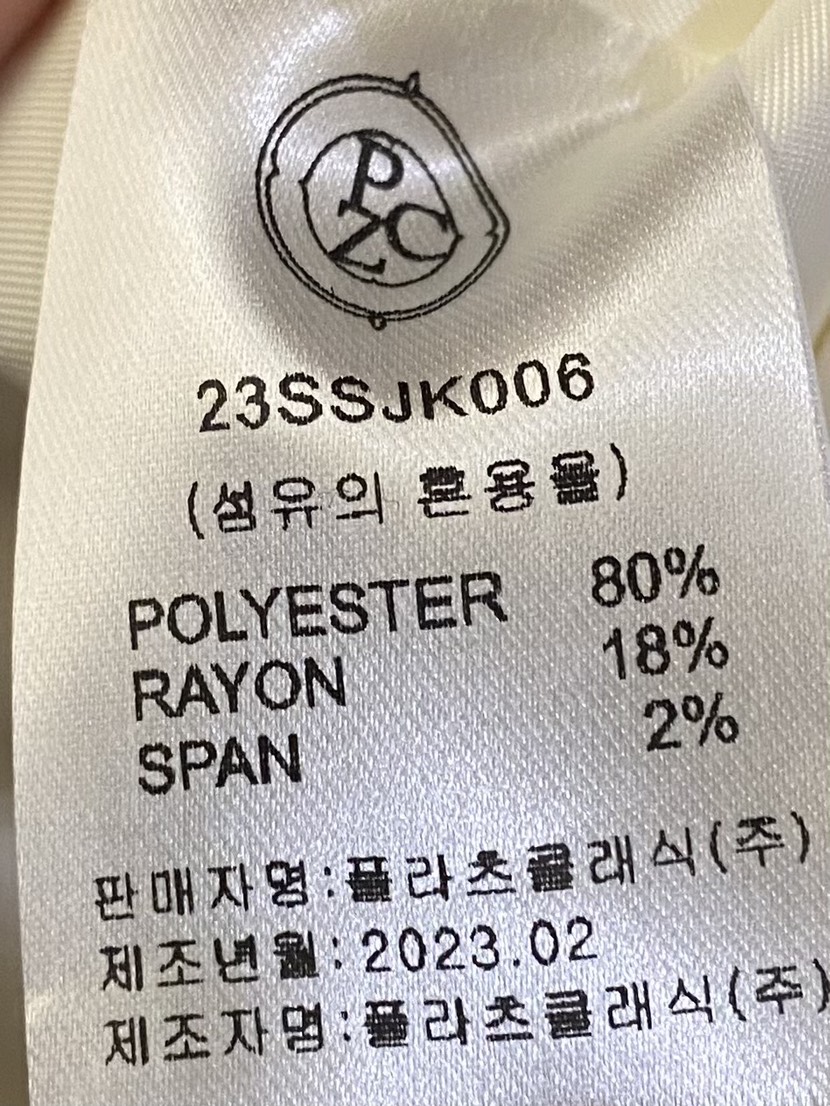 PZC
23SSJK006
(섬유의 혼용율)
POLYESTER 80%
RAYON 18%
SPAN 2%
판매자명:플라츠클래식(주)
제조년월:2023.02
제조자명:플라츠클래식(주)